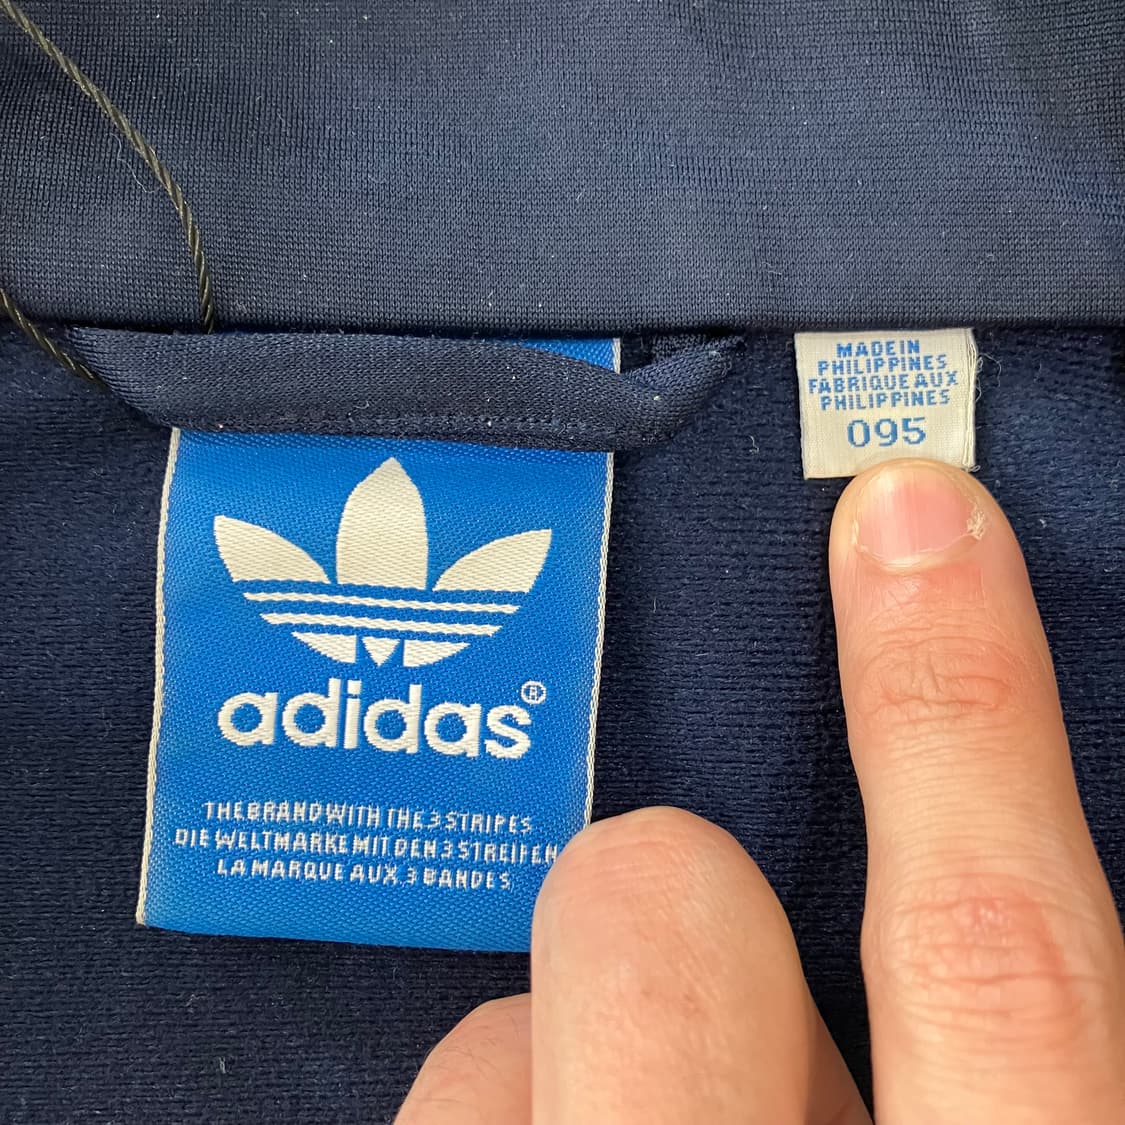 adidas®
THE BRAND WITH THE 3 STRIPES
DIE WELTMARKE MIT DEN 3 STREIFEN
LA MARQUE AUX 3 BANDES
MADE IN
PHILIPPINES
FABRIQUE AUX
PHILIPPINES
095